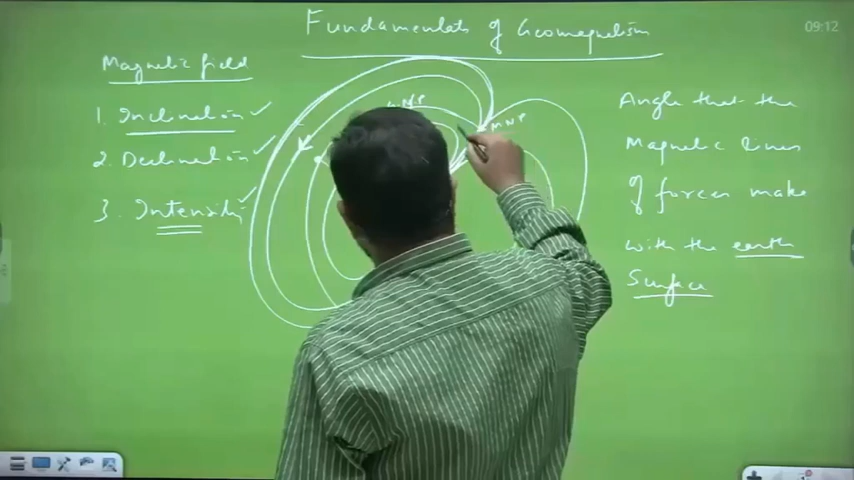 Fundamentals of Geomagnetism
09:12
Magnetic field
1. Inclination ✓
2. Declination ✓
3. Intensity ✓
N P
M N P
Angle that the
Magnetic lines
of forces make
with the earth
Surface